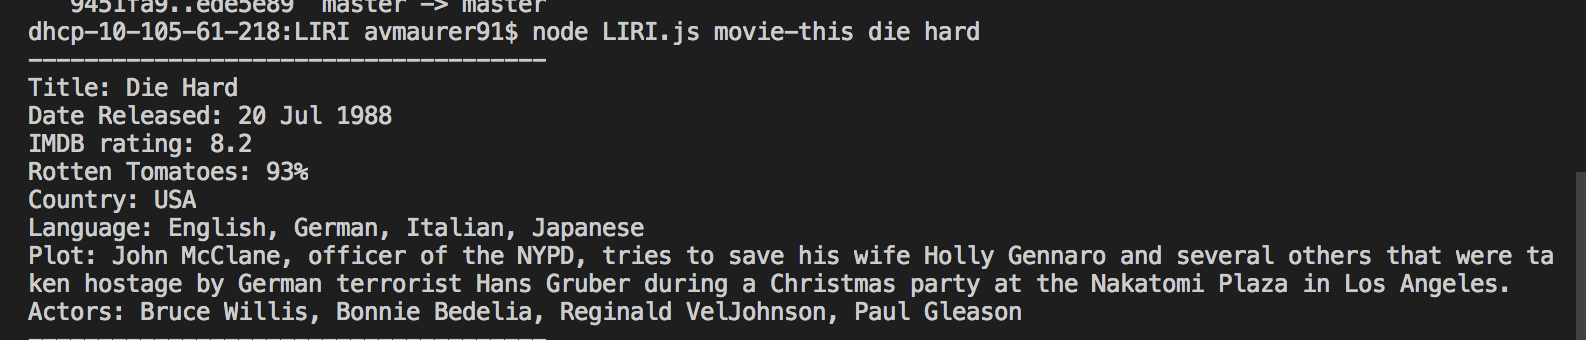 9451fa9..ede5e89  master -> master
dhcp-10-105-61-218:LIRI avmaurer91$ node LIRI.js movie-this die hard
-------------------------------------
Title: Die Hard
Date Released: 20 Jul 1988
IMDB rating: 8.2
Rotten Tomatoes: 93%
Country: USA
Language: English, German, Italian, Japanese
Plot: John McClane, officer of the NYPD, tries to save his wife Holly Gennaro and several others that were ta
ken hostage by German terrorist Hans Gruber during a Christmas party at the Nakatomi Plaza in Los Angeles.
Actors: Bruce Willis, Bonnie Bedelia, Reginald VelJohnson, Paul Gleason
-------------------------------------